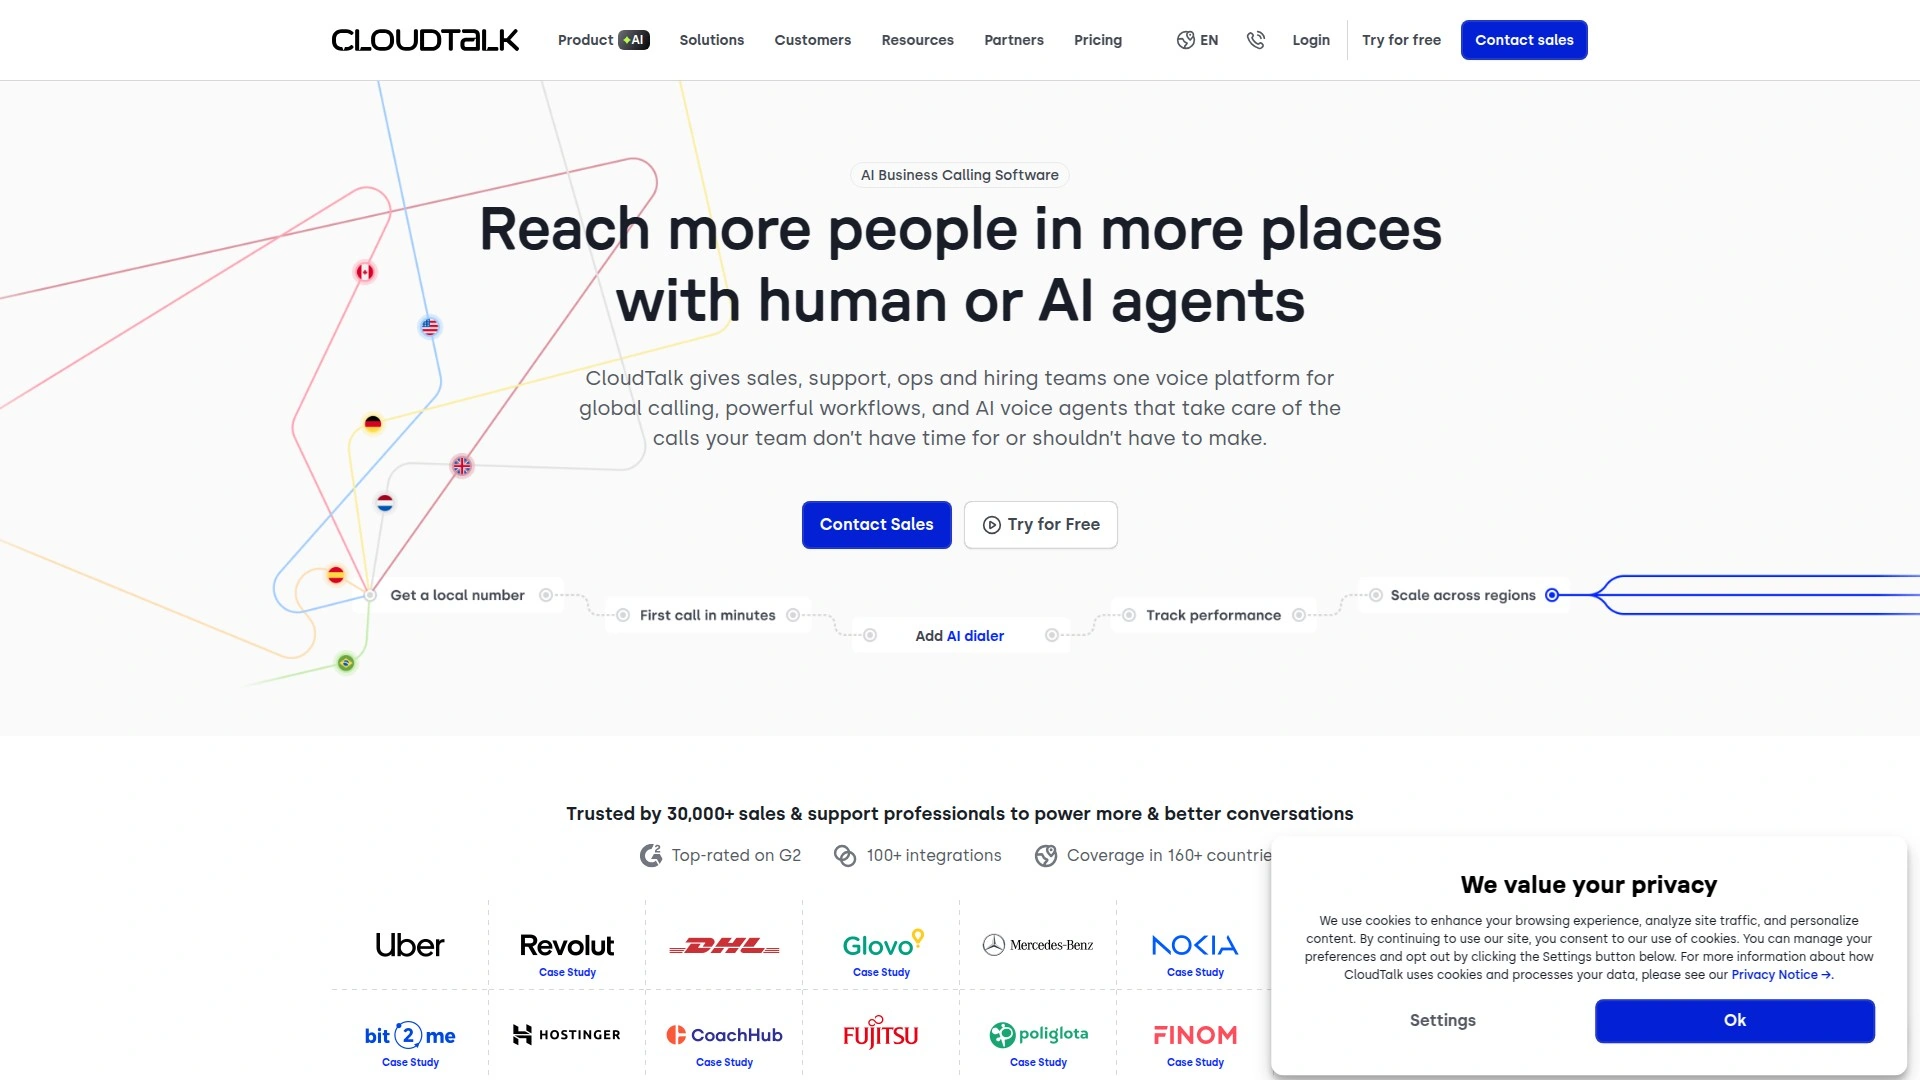 CLOUDTALK
Product AI Solutions Customers Resources Partners Pricing EN Login Try for free Contact sales
AI Business Calling Software
Reach more people in more places
with human or AI agents
CloudTalk gives sales, support, ops and hiring teams one voice platform for
global calling, powerful workflows, and AI voice agents that take care of the
calls your team don't have time for or shouldn't have to make.
Contact Sales Try for Free
Get a local number
First call in minutes
Add AI dialer
Track performance
Scale across regions
Trusted by 30,000+ sales & support professionals to power more & better conversations
Top-rated on G2 100+ integrations Coverage in 160+ countrie
Uber
Revolut
Case Study
DHL
Glovo
Case Study
Mercedes-Benz
NOKIA
Case Study
bit2me
Case Study
HOSTINGER
CoachHub
Case Study
FUJITSU
poliglota
Case Study
FINOM
Case Study
We value your privacy
We use cookies to enhance your browsing experience, analyze site traffic, and personalize
content. By continuing to use our site, you consent to our use of cookies. You can manage your
preferences and opt out by clicking the Settings button below. For more information about how
CloudTalk uses cookies and processes your data, please see our Privacy Notice →.
Settings Ok